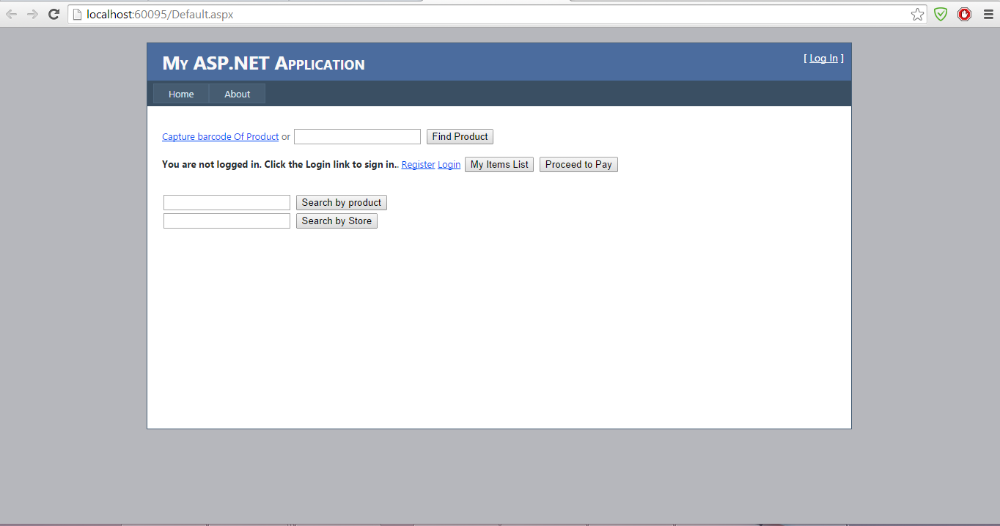 localhost:60095/Default.aspx
My ASP.NET Application
[ Log In ]
Home About
Capture barcode Of Product or Find Product
You are not logged in. Click the Login link to sign in.. Register Login My Items List Proceed to Pay
Search by product
Search by Store